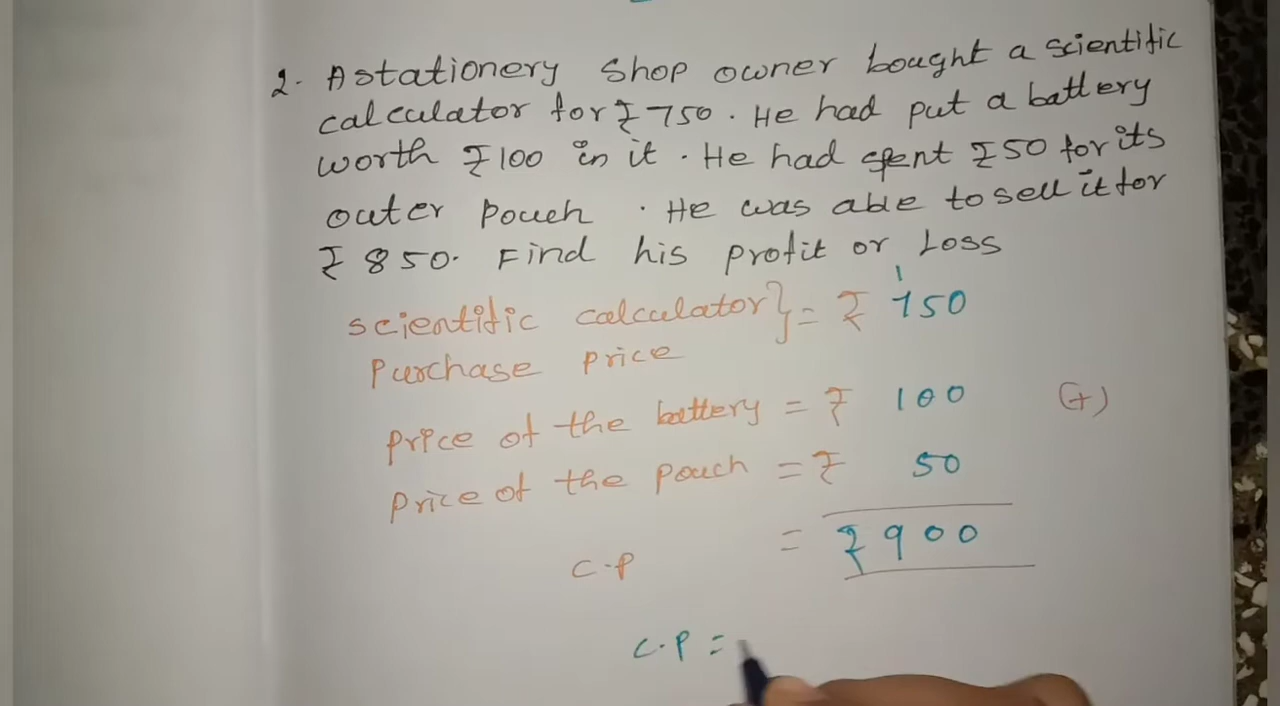 2. A stationery shop owner bought a scientific
calculator for ₹750. He had put a battery
worth ₹100 in it. He had spent ₹50 for its
outer pouch. He was able to sell it for
₹850. Find his profit or Loss
1
scientific calculator} = ₹ 750
Purchase price
Price of the battery = ₹ 100 (+)
Price of the pouch = ₹ 50
C.P = ₹900
C.P =